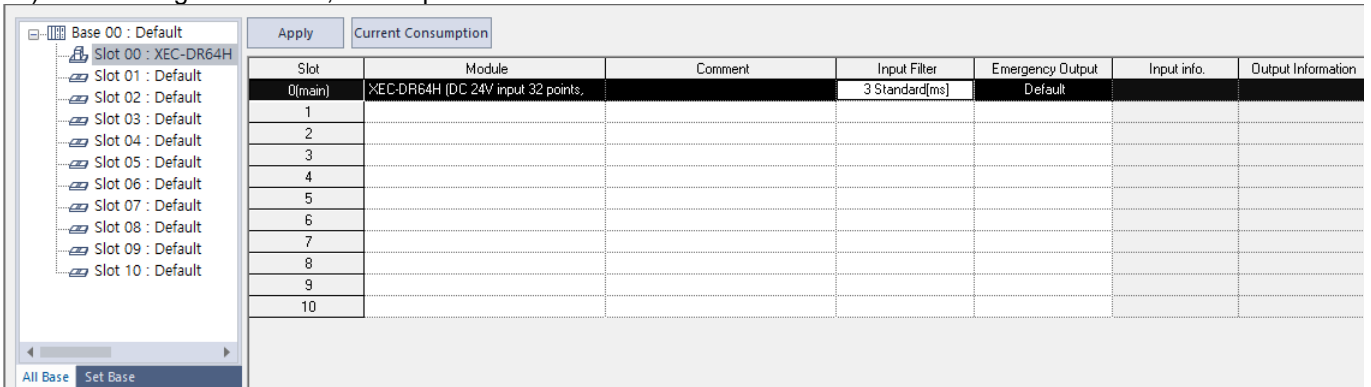 Base 00 : Default
Slot 00 : XEC-DR64H
Slot 01 : Default
Slot 02 : Default
Slot 03 : Default
Slot 04 : Default
Slot 05 : Default
Slot 06 : Default
Slot 07 : Default
Slot 08 : Default
Slot 09 : Default
Slot 10 : Default
All Base Set Base
Apply Current Consumption
Slot Module Comment Input Filter Emergency Output Input info. Output Information
0(main) XEC-DR64H (DC 24V input 32 points, 3 Standard[ms] Default
1
2
3
4
5
6
7
8
9
10